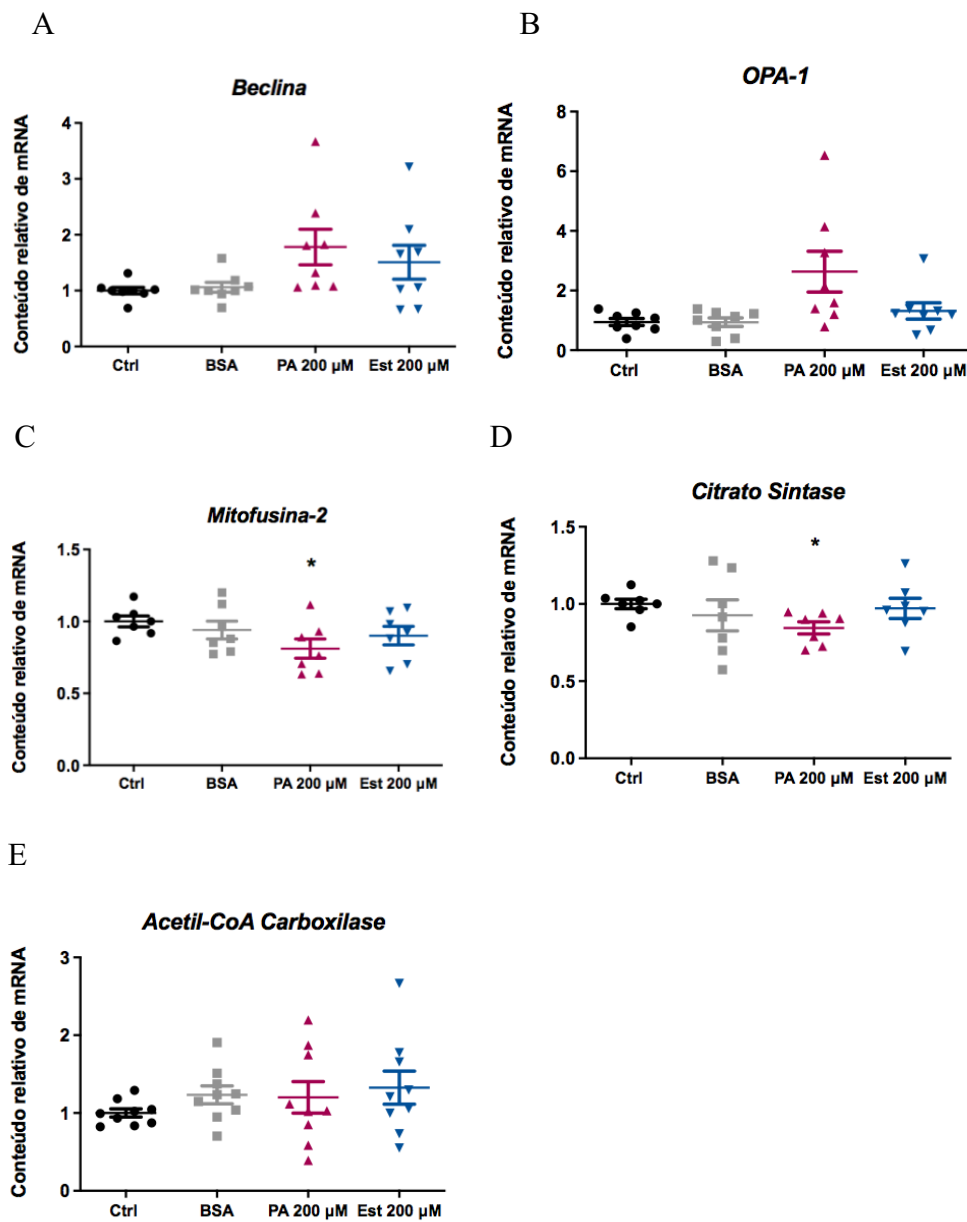 A
Beclina
Conteúdo relativo de mRNA
4
3
2
1
0
Ctrl BSA PA 200 µM Est 200 µM
B
OPA-1
Conteúdo relativo de mRNA
8
6
4
2
0
Ctrl BSA PA 200 µM Est 200 µM
C
Mitofusina-2
Conteúdo relativo de mRNA
1.5
1.0
0.5
0.0
*
Ctrl BSA PA 200 µM Est 200 µM
D
Citrato Sintase
Conteúdo relativo de mRNA
1.5
1.0
0.5
0.0
*
Ctrl BSA PA 200 µM Est 200 µM
E
Acetil-CoA Carboxilase
Conteúdo relativo de mRNA
3
2
1
0
Ctrl BSA PA 200 µM Est 200 µM